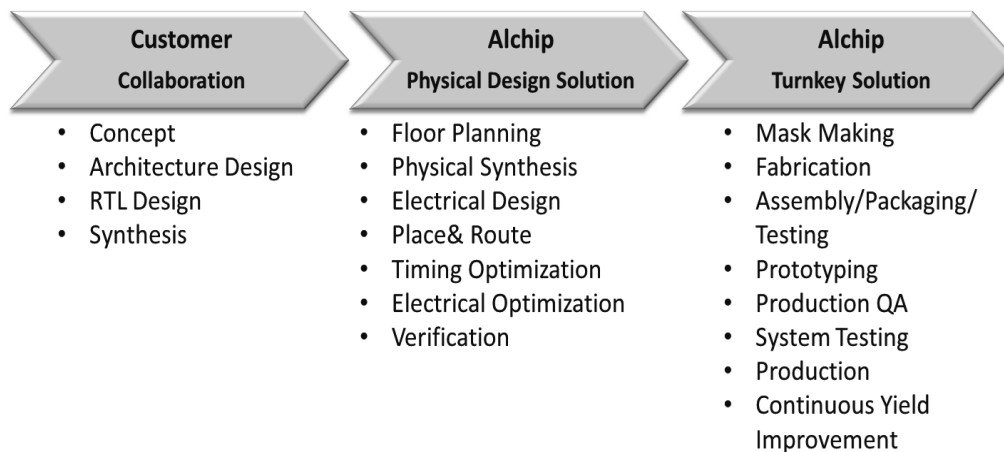 Customer
Collaboration
• Concept
• Architecture Design
• RTL Design
• Synthesis
Alchip
Physical Design Solution
• Floor Planning
• Physical Synthesis
• Electrical Design
• Place& Route
• Timing Optimization
• Electrical Optimization
• Verification
Alchip
Turnkey Solution
• Mask Making
• Fabrication
• Assembly/Packaging/
Testing
• Prototyping
• Production QA
• System Testing
• Production
• Continuous Yield
Improvement